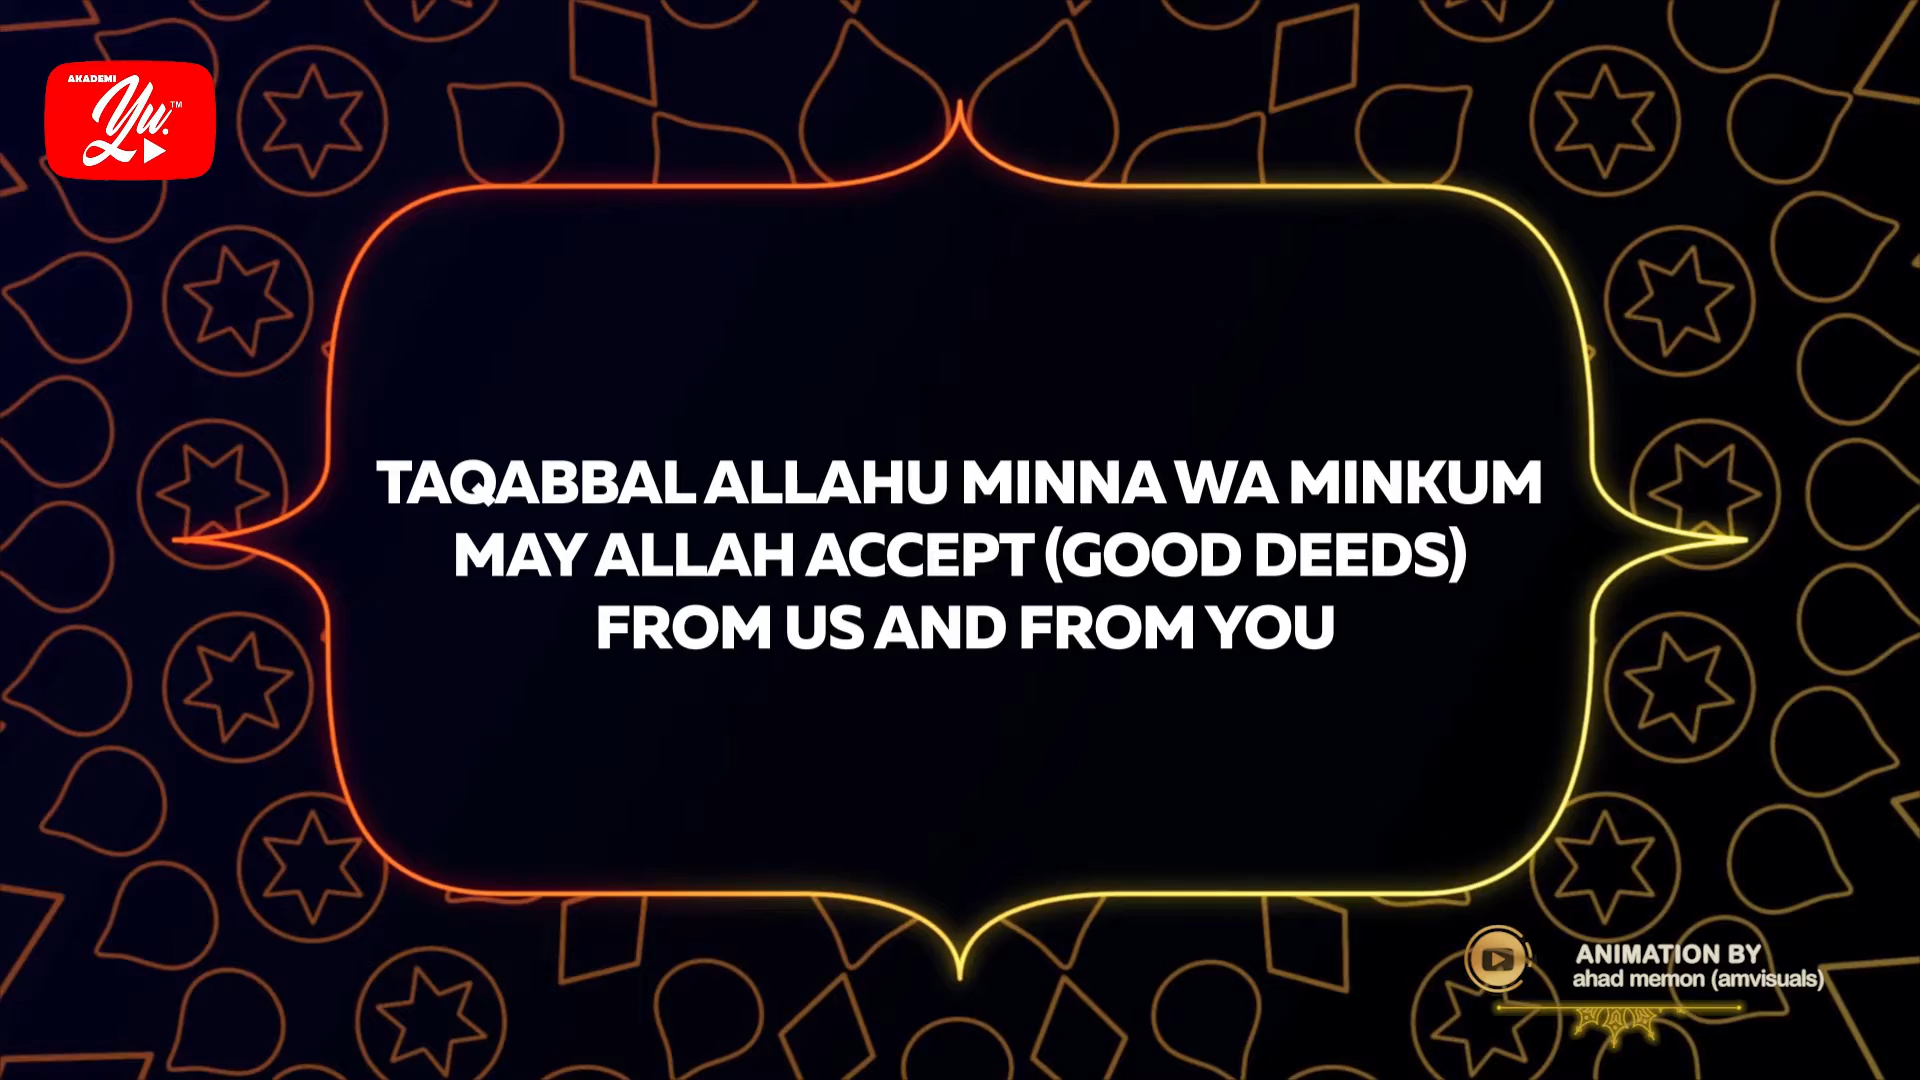 AKADEMI
Yu.™
TAQABBAL ALLAHU MINNA WA MINKUM
MAY ALLAH ACCEPT (GOOD DEEDS)
FROM US AND FROM YOU
ANIMATION BY
ahad memon (amvisuals)